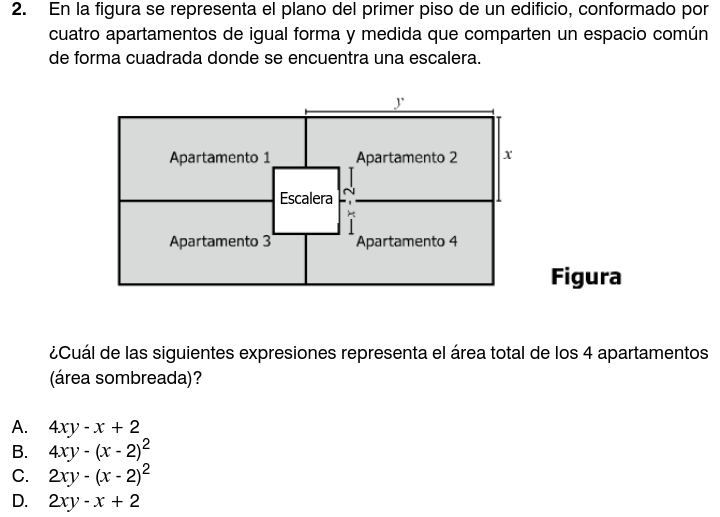 2. En la figura se representa el plano del primer piso de un edificio, conformado por
cuatro apartamentos de igual forma y medida que comparten un espacio común
de forma cuadrada donde se encuentra una escalera.
y
Apartamento 1
Apartamento 2
x
Escalera
x - 2
Apartamento 3
Apartamento 4
Figura
¿Cuál de las siguientes expresiones representa el área total de los 4 apartamentos
(área sombreada)?
A. 4xy - x + 2
B. 4xy - (x - 2)²
C. 2xy - (x - 2)²
D. 2xy - x + 2